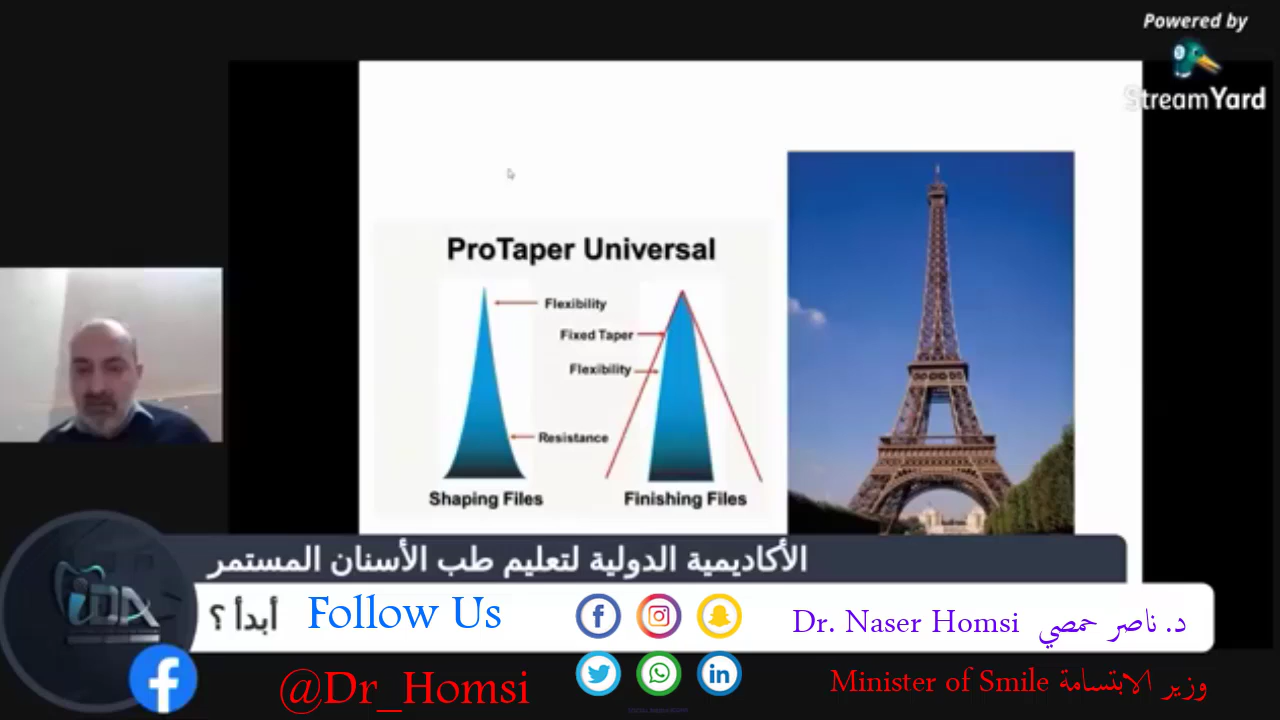 Powered by
StreamYard
ProTaper Universal
Flexibility
Fixed Taper
Flexibility
Resistance
Shaping Files
Finishing Files
الأكاديمية الدولية لتعليم طب الأسنان المستمر
iDA
أبدأ ؟
Follow Us
Dr. Naser Homsi د. ناصر حمصي
@Dr_Homsi
Minister of Smile وزير الابتسامة